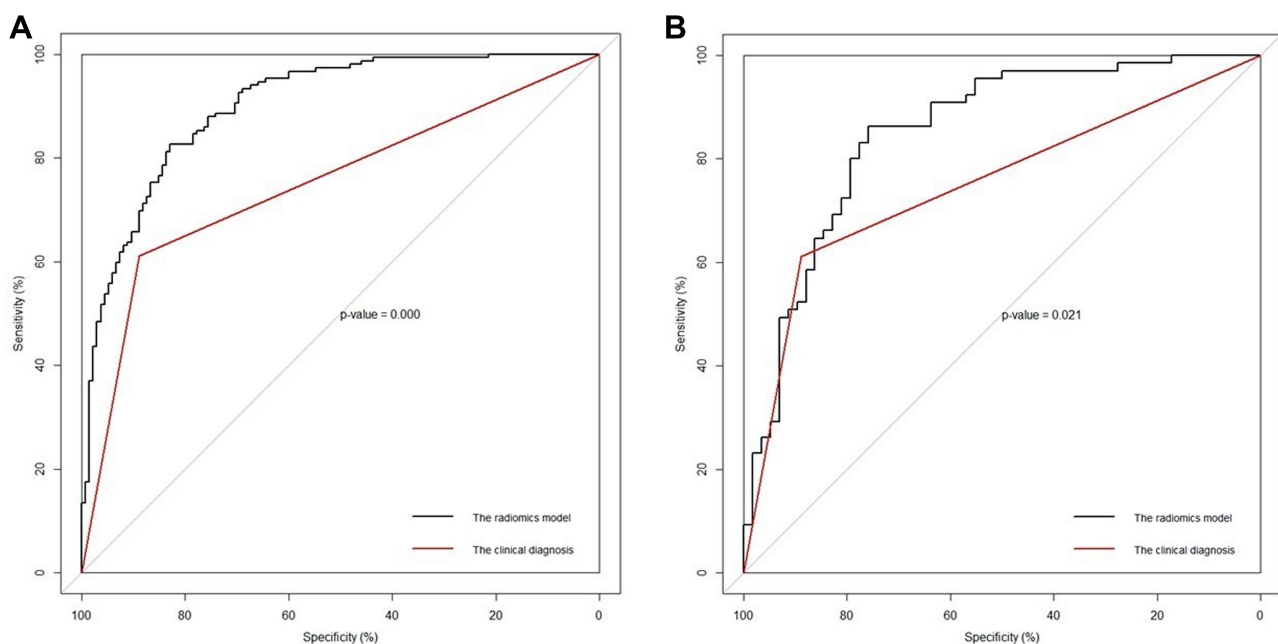 A
100
80
60
40
20
0
Sensitivity (%)
p-value = 0.000
The radiomics model
The clinical diagnosis
100 80 60 40 20 0
Specificity (%)
B
100
80
60
40
20
0
Sensitivity (%)
p-value = 0.021
The radiomics model
The clinical diagnosis
100 80 60 40 20 0
Specificity (%)